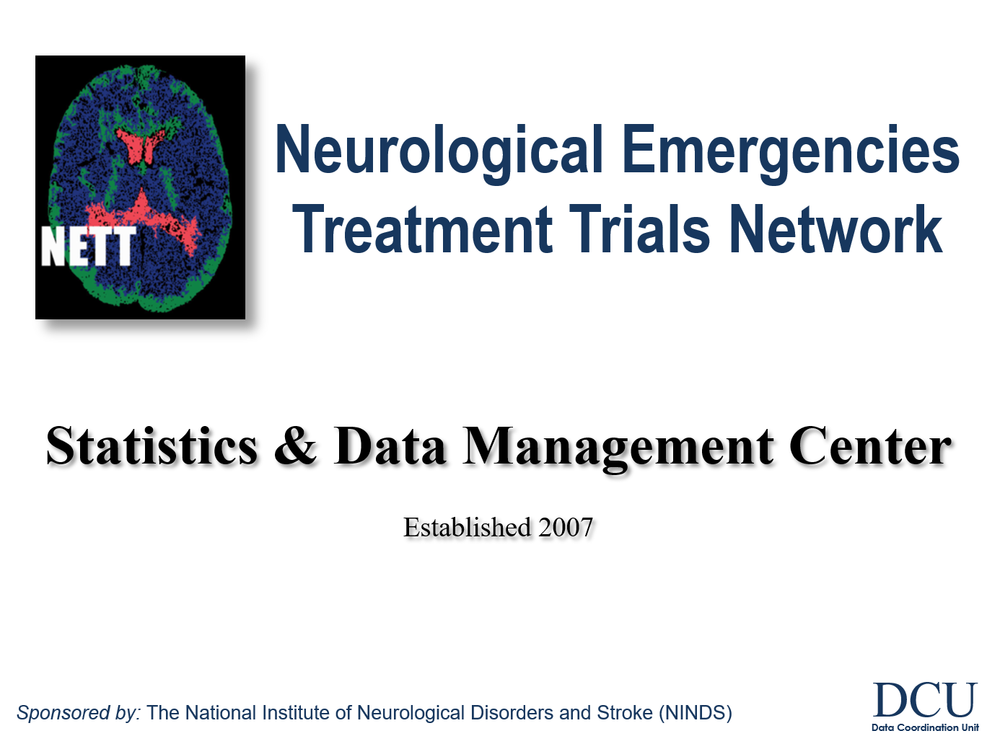 NETT
Neurological Emergencies
Treatment Trials Network
Statistics & Data Management Center
Established 2007
Sponsored by: The National Institute of Neurological Disorders and Stroke (NINDS)
DCU
Data Coordination Unit